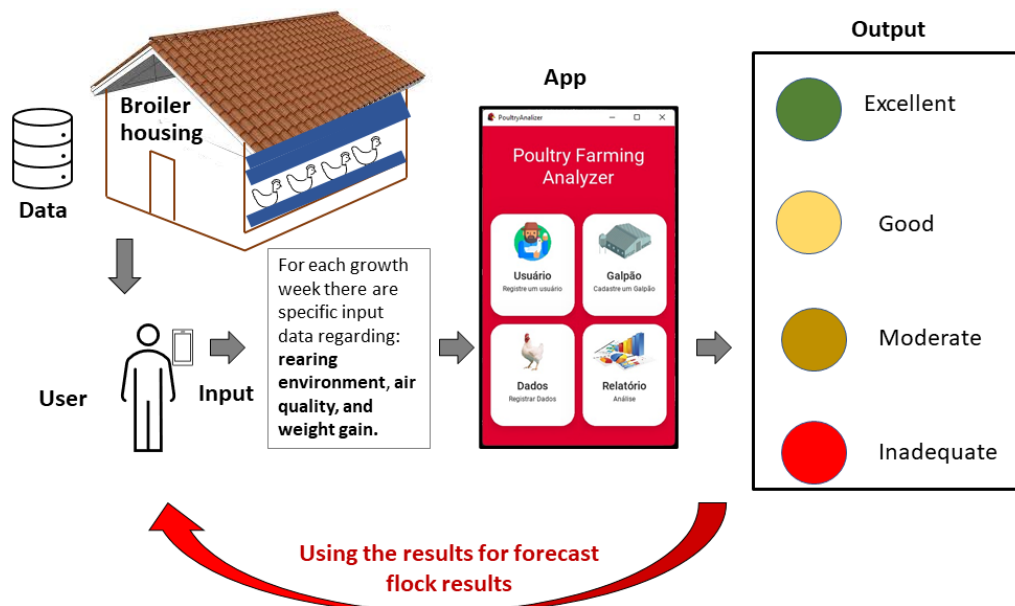 Output
Broiler
housing
App
Data
PoultryAnalizer
Poultry Farming
Analyzer
Usuário
Registre um usuário
Galpão
Cadastre um Galpão
Dados
Registrar Dados
Relatório
Análise
Excellent
Good
Moderate
Inadequate
For each growth
week there are
specific input
data regarding:
rearing
environment, air
quality, and
weight gain.
User
Input
Using the results for forecast
flock results